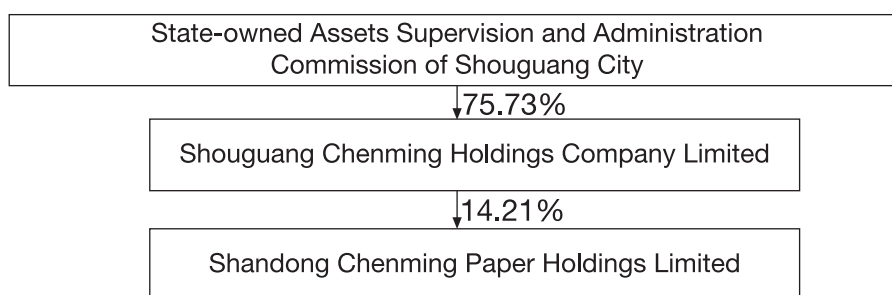 State-owned Assets Supervision and Administration
Commission of Shouguang City
75.73%
Shouguang Chenming Holdings Company Limited
14.21%
Shandong Chenming Paper Holdings Limited